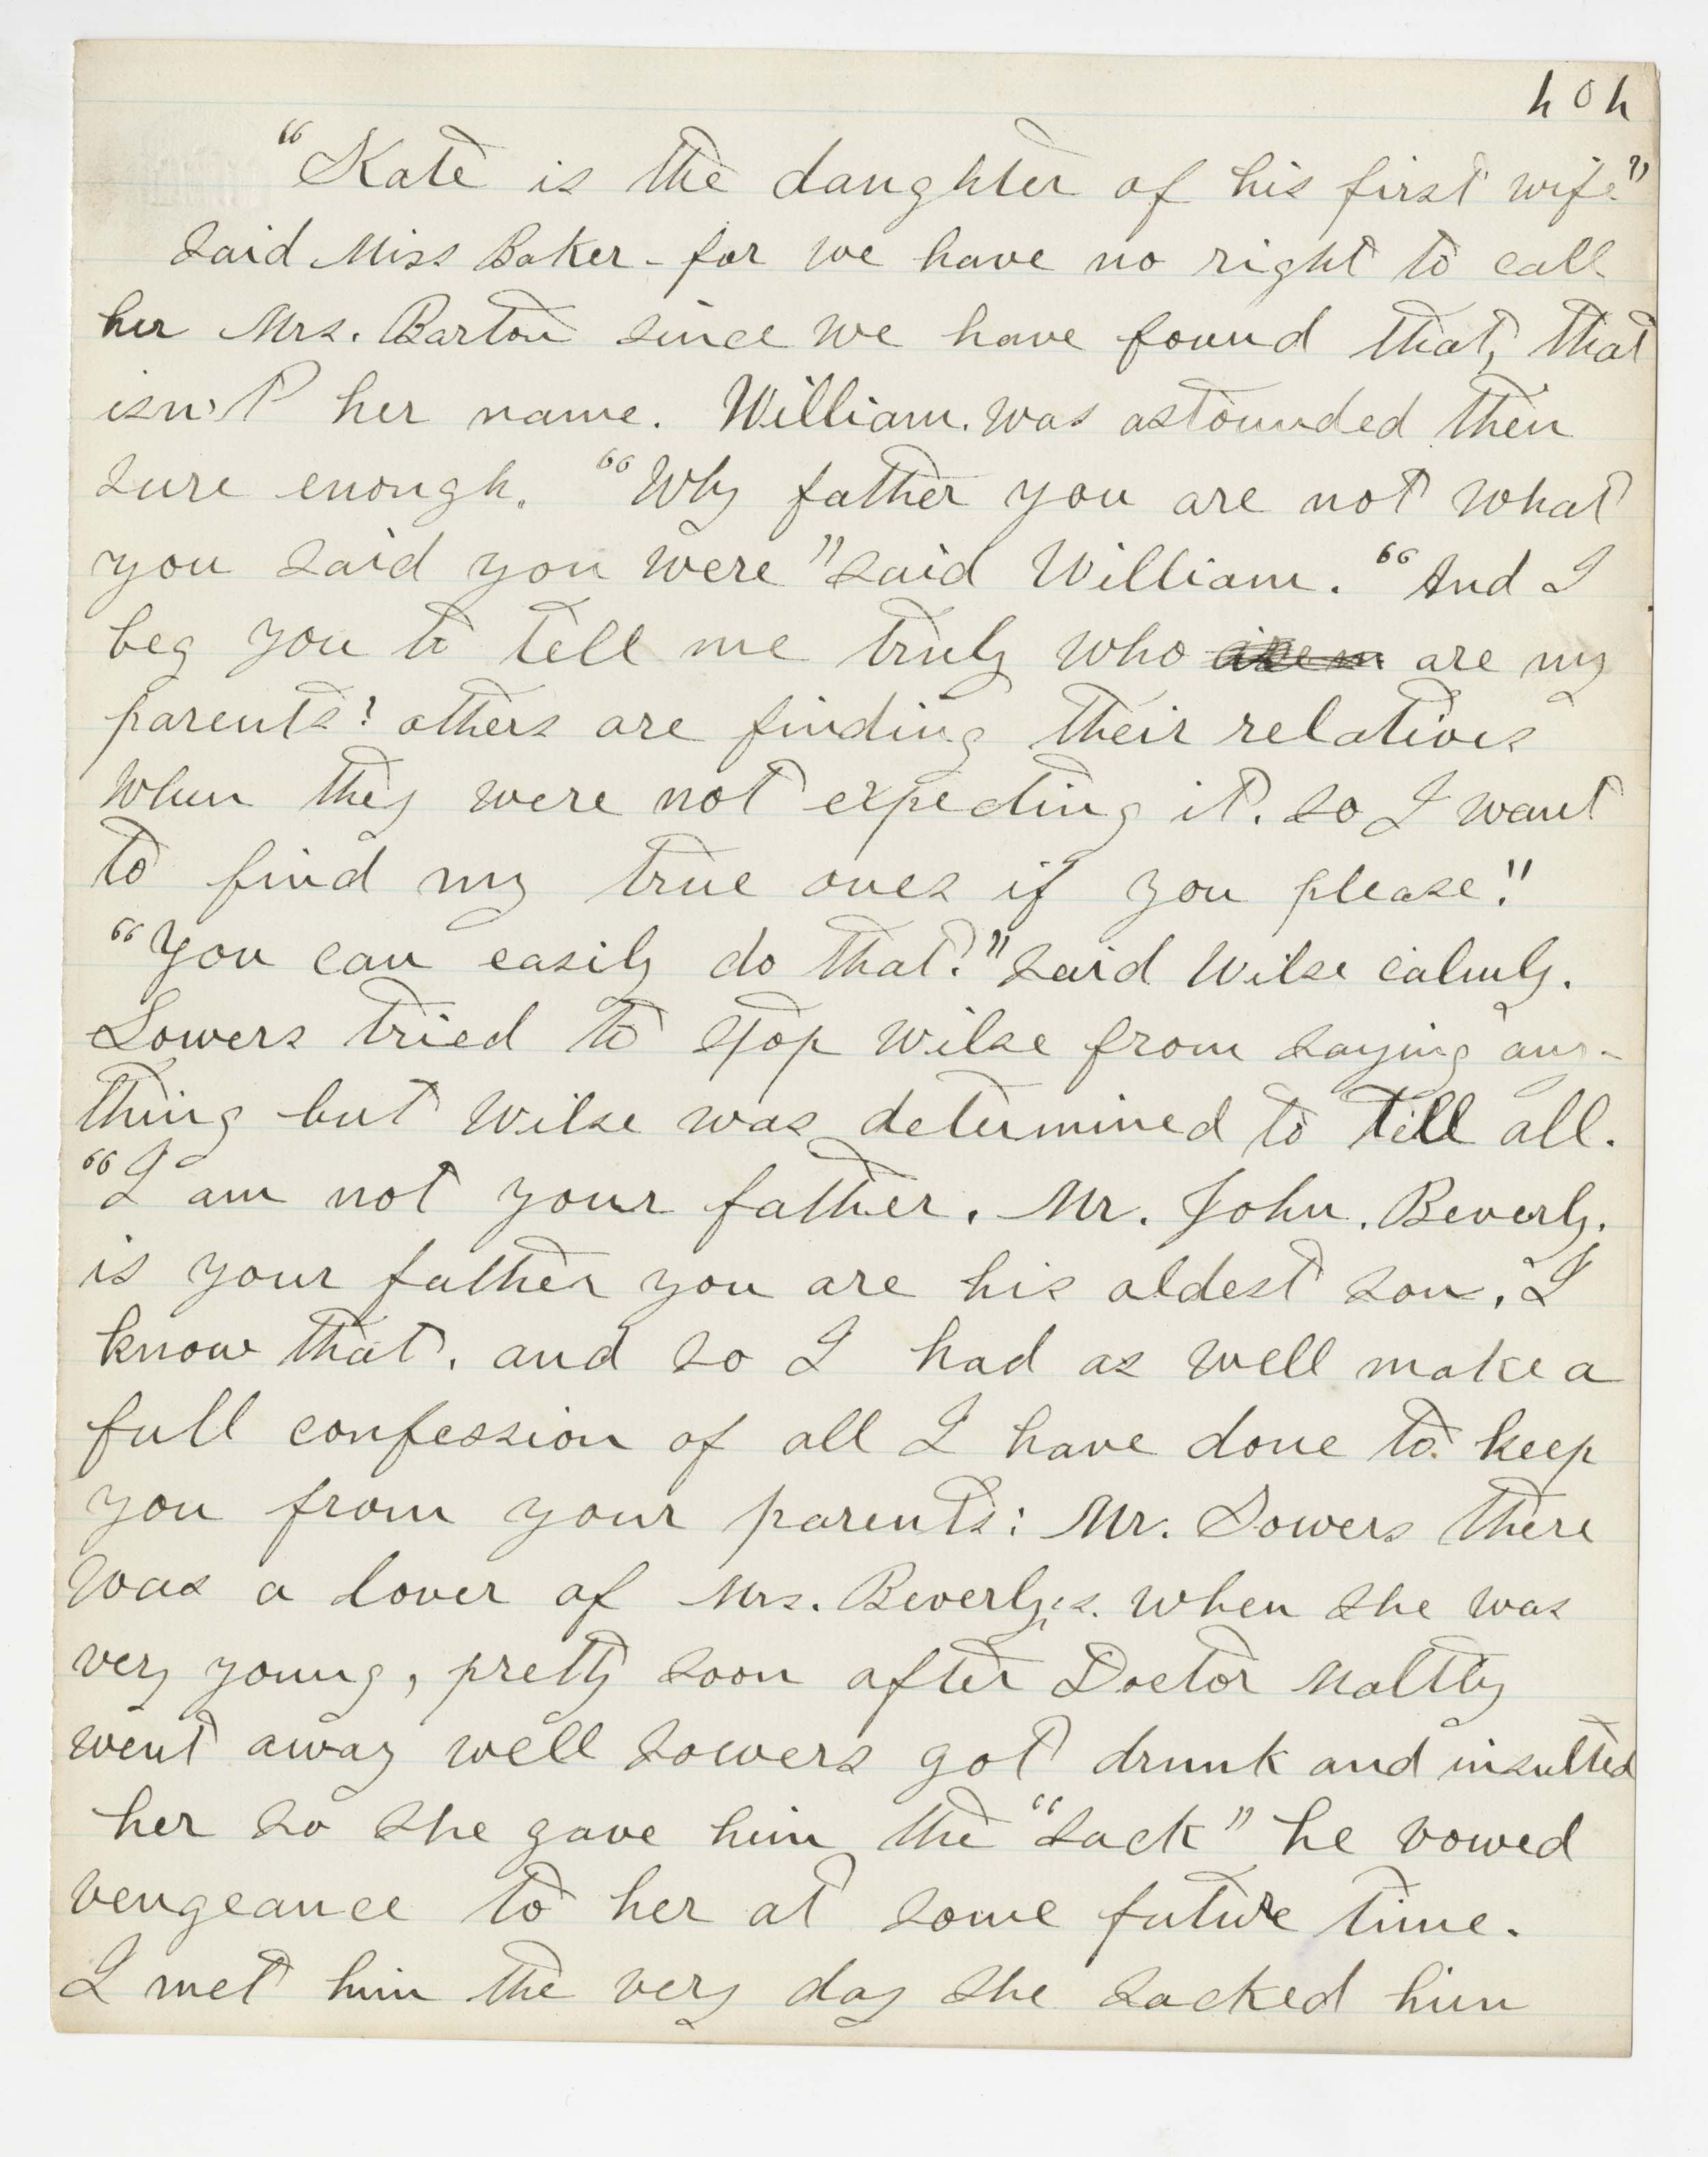 404
"Kate is the daughter of his first wife"
said Miss Baker - for we have no right to call
her Mrs. Barton since we have found that, that
isn't her name. William. was astounded then
sure enough. "Why father you are not what
you said you were" said William. "And I
beg you to tell me truly who are my
parents? others are finding their relatives
when they were not expecting it. so I want
to find my true ones if you please!"
"You can easily do that." said Wilse calmly.
Sowers tried to stop Wilse from saying any-
thing but Wilse was determined to tell all.
"I am not your father. Mr. John. Beverly.
is your father you are his oldest son. I
know that. and so I had as well make a
full confession of all I have done to keep
you from your parents: Mr. Sowers there
was a lover of Mrs. Beverly's. when she was
very young, pretty soon after Doctor Maltby
went away well Sowers got drunk and insulted
her so she gave him the "sack" he vowed
vengeance to her at some future time.
I met him the very day she sacked him